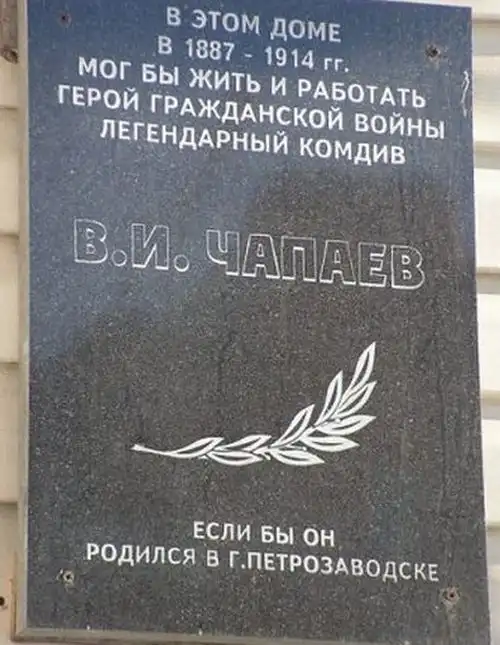 В ЭТОМ ДОМЕ
В 1887 - 1914 гг.
МОГ БЫ ЖИТЬ И РАБОТАТЬ
ГЕРОЙ ГРАЖДАНСКОЙ ВОЙНЫ
ЛЕГЕНДАРНЫЙ КОМДИВ
В.И. ЧАПАЕВ
ЕСЛИ БЫ ОН
РОДИЛСЯ В Г.ПЕТРОЗАВОДСКЕ